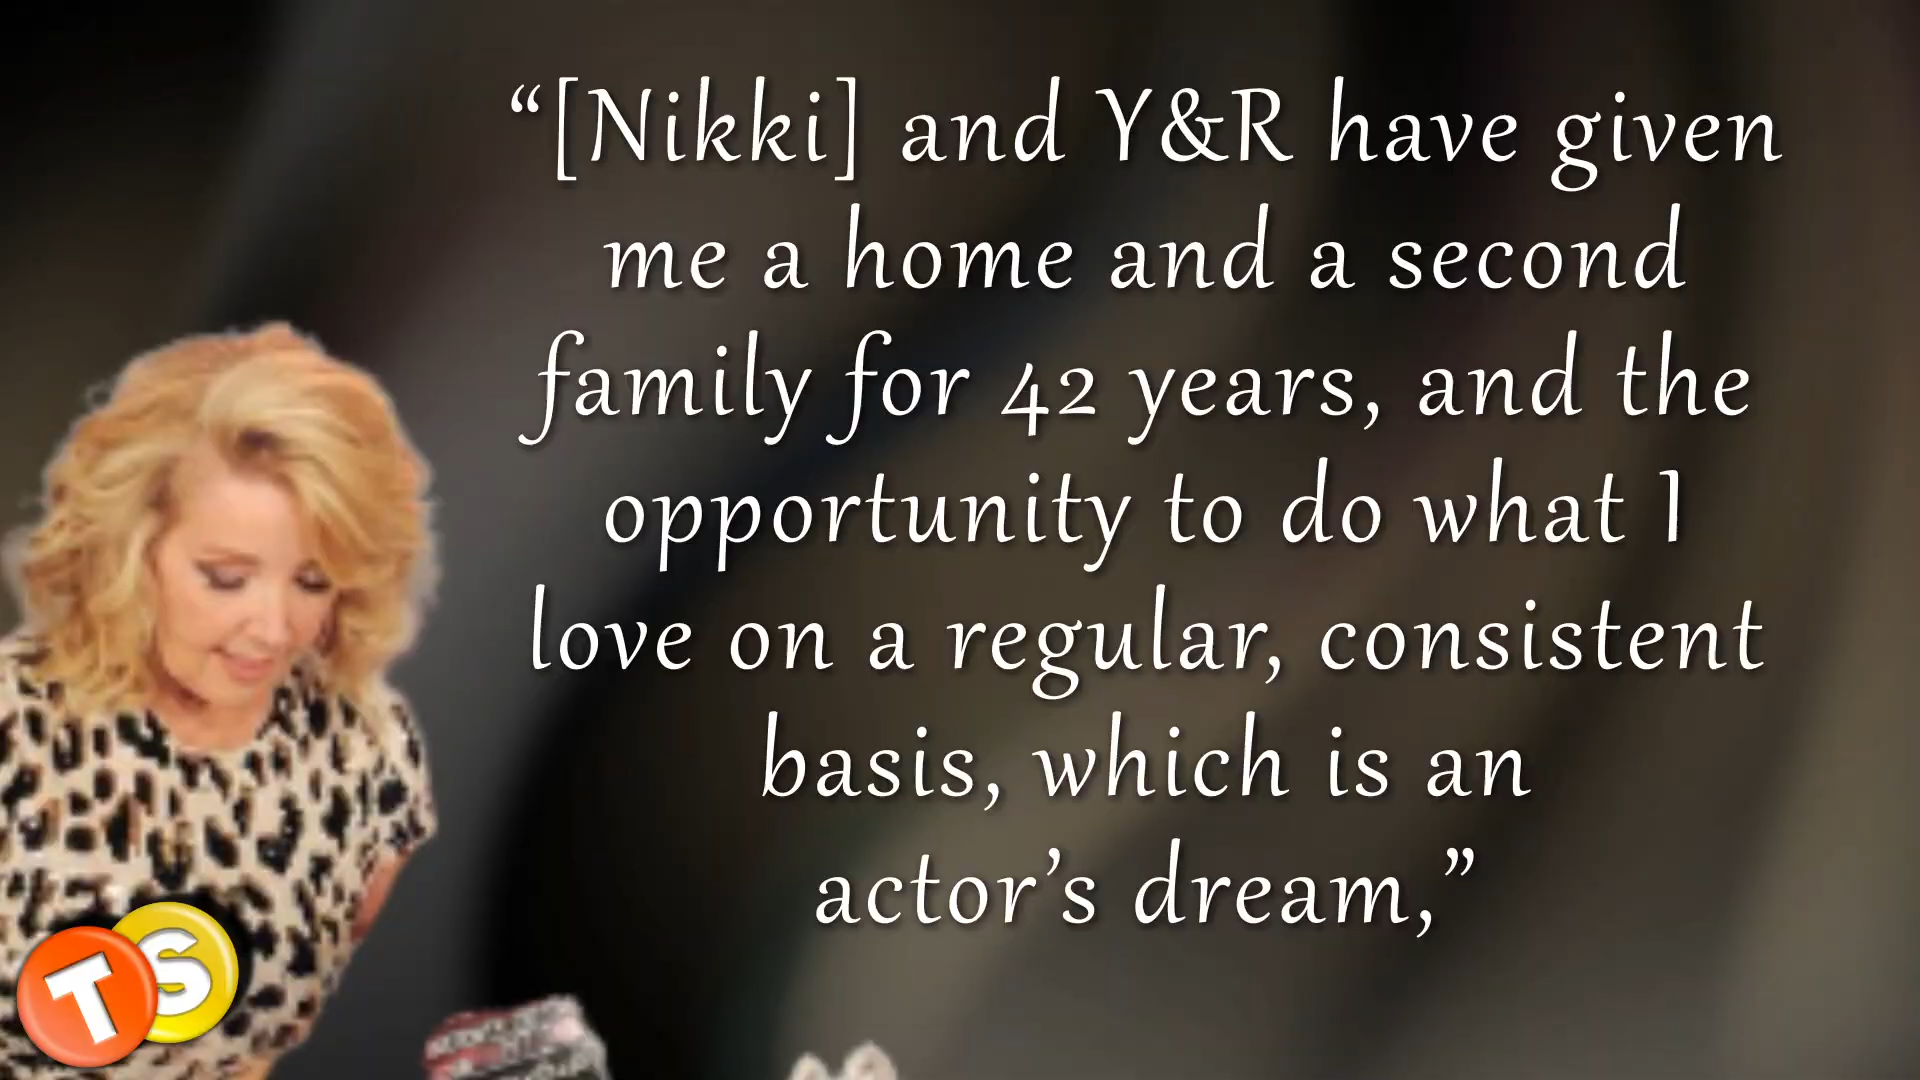 “[Nikki] and Y&R have given
me a home and a second
family for 42 years, and the
opportunity to do what I
love on a regular, consistent
basis, which is an
actor’s dream,”
TS